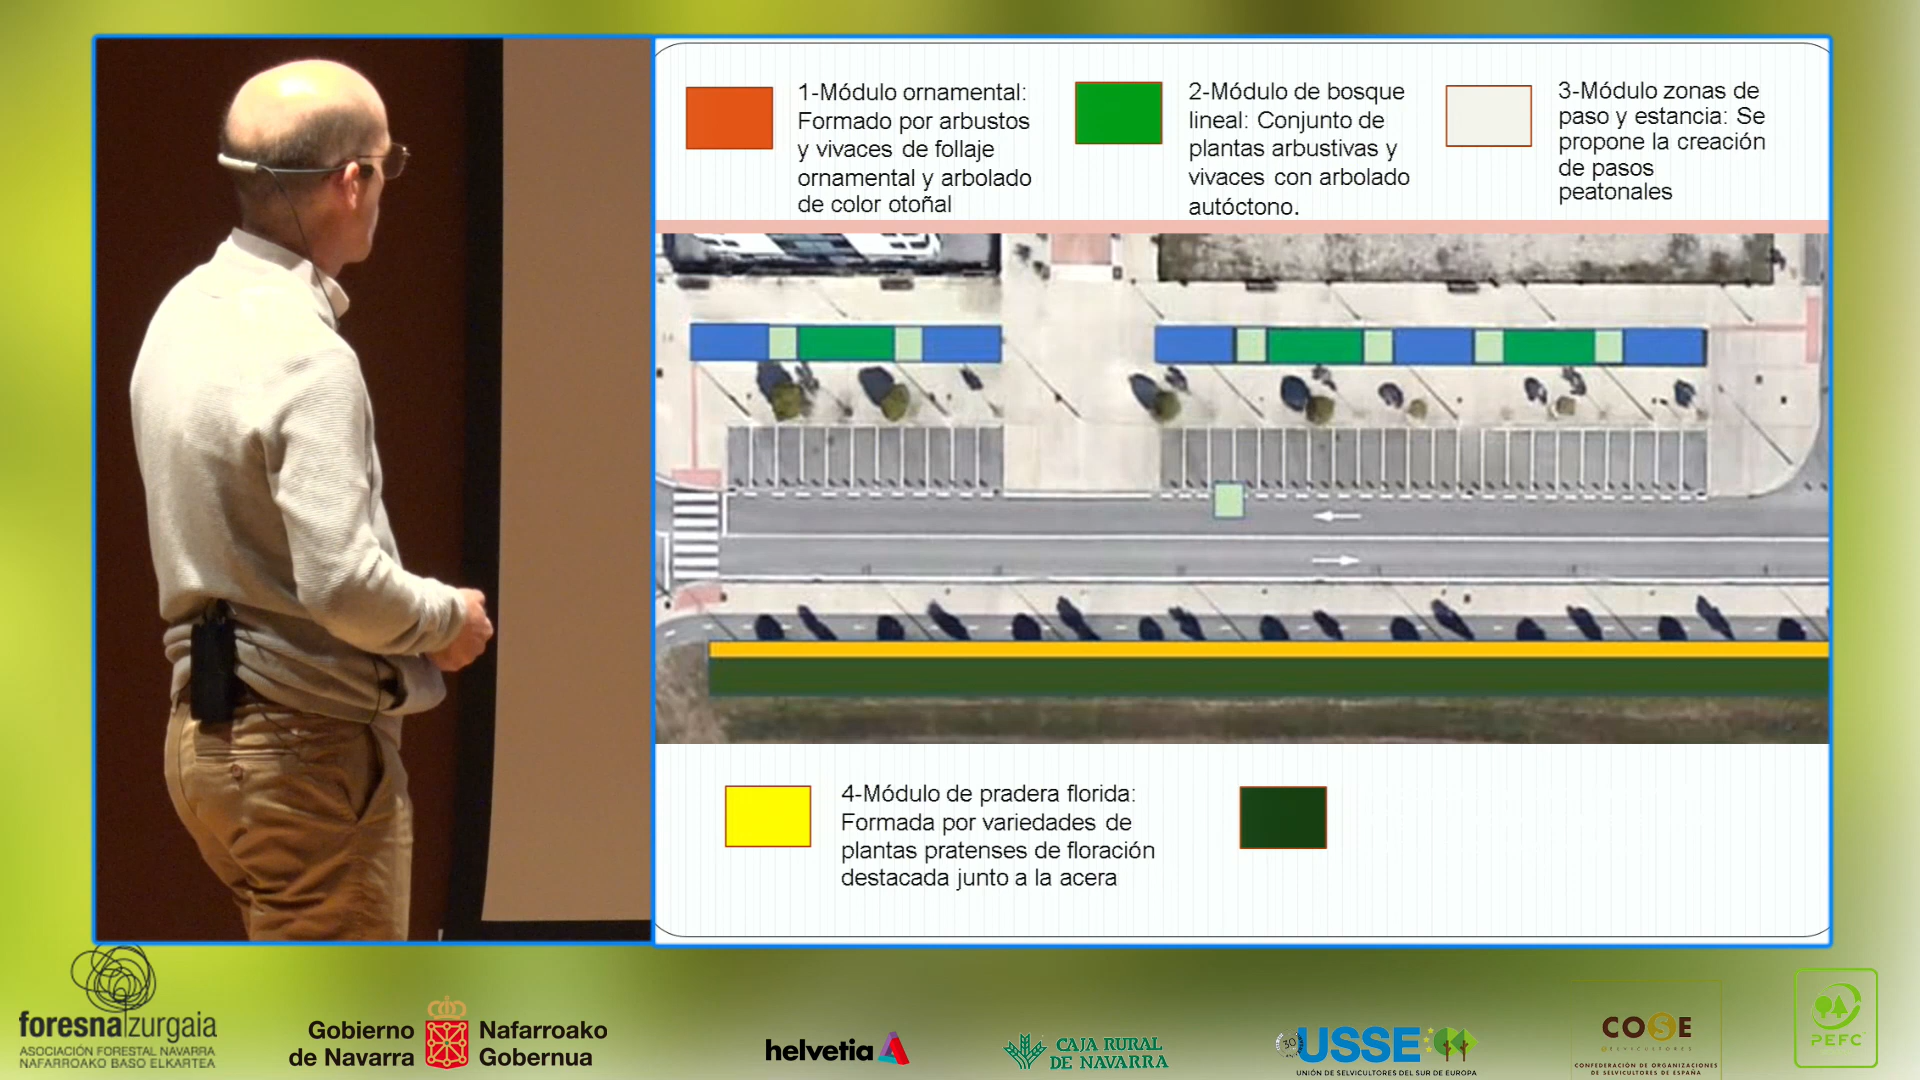 1-Módulo ornamental:
Formado por arbustos
y vivaces de follaje
ornamental y arbolado
de color otoñal
2-Módulo de bosque
lineal: Conjunto de
plantas arbustivas y
vivaces con arbolado
autóctono.
3-Módulo zonas de
paso y estancia: Se
propone la creación
de pasos
peatonales
4-Módulo de pradera florida:
Formada por variedades de
plantas pratenses de floración
destacada junto a la acera
foresna zurgaia
ASOCIACIÓN FORESTAL NAVARRA
NAFARROAKO BASO ELKARTEA
Gobierno
de Navarra
Nafarroako
Gobernua
helvetia
CAJA RURAL
DE NAVARRA
30
USSE
UNIÓN DE SELVICULTORES DEL SUR DE EUROPA
COSE
CONFEDERACIÓN DE ORGANIZACIONES
DE SELVICULTORES DE ESPAÑA
PEFC